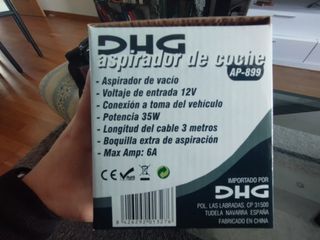 DHG
aspirador de coche
AP-899
- Aspirador de vacío
- Voltaje de entrada 12V
- Conexión a toma del vehículo
- Potencia 35W
- Longitud del cable 3 metros
- Boquilla extra de aspiración
- Max Amp: 6A
CE
IMPORTADO POR
DHG
POL. LAS LABRADAS, CP 31500
TUDELA NAVARRA ESPAÑA
FABRICADO EN CHINA